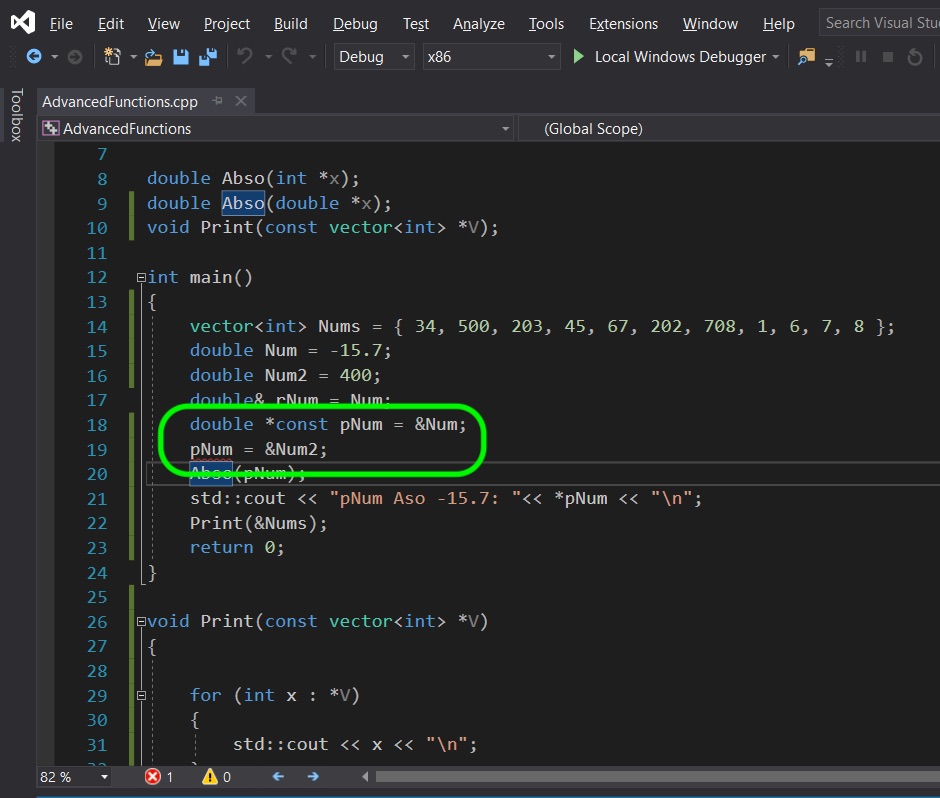 File Edit View Project Build Debug Test Analyze Tools Extensions Window Help Search Visual Stu
Debug x86 Local Windows Debugger
Toolbox
AdvancedFunctions.cpp
AdvancedFunctions (Global Scope)
7
8 double Abso(int *x);
9 double Abso(double *x);
10 void Print(const vector<int> *V);
11
12 int main()
13 {
14 vector<int> Nums = { 34, 500, 203, 45, 67, 202, 708, 1, 6, 7, 8 };
15 double Num = -15.7;
16 double Num2 = 400;
17 double& rNum = Num;
18 double *const pNum = &Num;
19 pNum = &Num2;
20 Abso(pNum);
21 std::cout << "pNum Aso -15.7: "<< *pNum << "\n";
22 Print(&Nums);
23 return 0;
24 }
25
26 void Print(const vector<int> *V)
27 {
28
29 for (int x : *V)
30 {
31 std::cout << x << "\n";
82 % 1 0